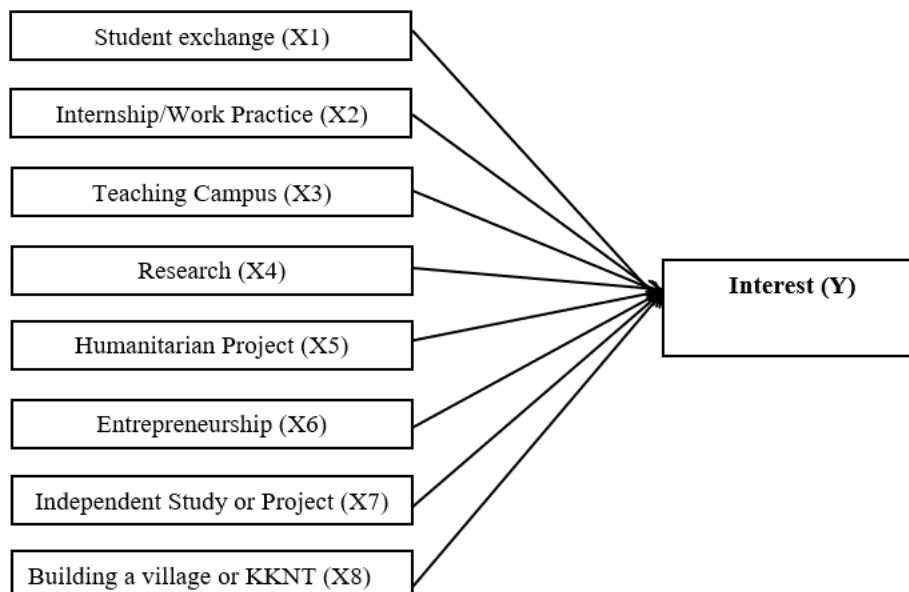 Student exchange (X1)
Internship/Work Practice (X2)
Teaching Campus (X3)
Research (X4)
Interest (Y)
Humanitarian Project (X5)
Entrepreneurship (X6)
Independent Study or Project (X7)
Building a village or KKNT (X8)